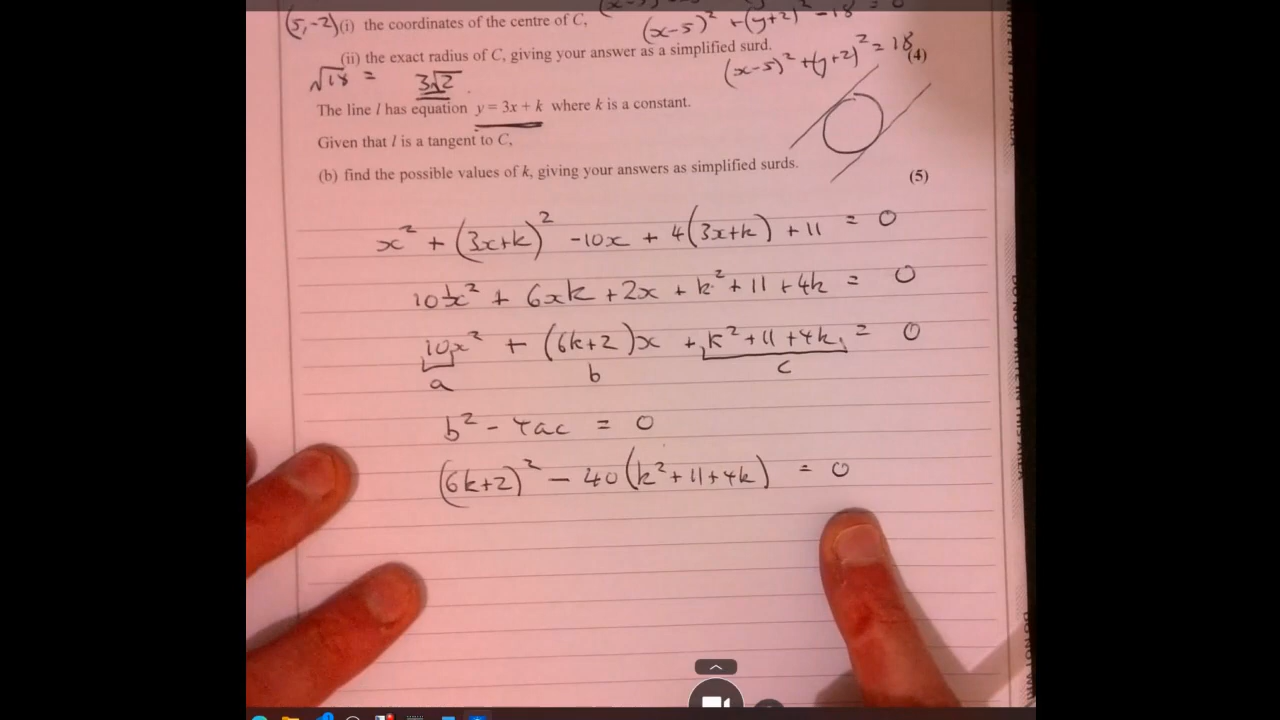 (5,-2) (i) the coordinates of the centre of C,
(x-5)² + (y+2)² - 18 = 0
(ii) the exact radius of C, giving your answer as a simplified surd.
(x-5)² + (y+2)² = 18
(4)
√18 = 3√2
The line l has equation y = 3x + k where k is a constant.
Given that l is a tangent to C,
(b) find the possible values of k, giving your answers as simplified surds.
(5)
x² + (3x+k)² - 10x + 4(3x+k) + 11 = 0
10x² + 6xk + 2x + k² + 11 + 4k = 0
10x² + (6k+2)x + k² + 11 + 4k = 0
a b c
b² - 4ac = 0
(6k+2)² - 40(k² + 11 + 4k) = 0